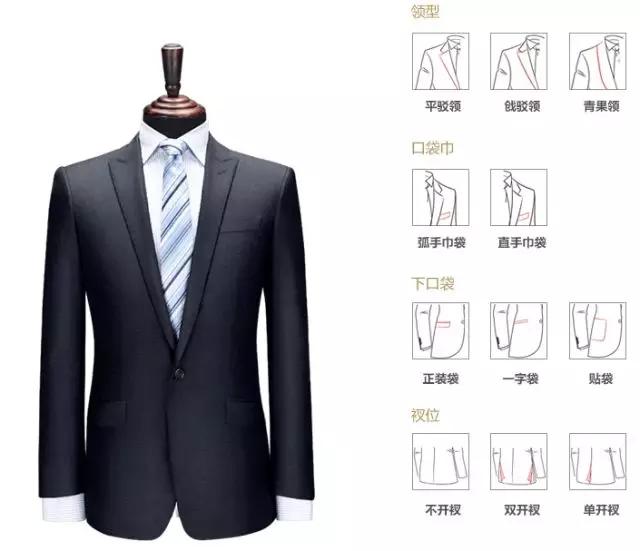 领型
平驳领 戗驳领 青果领
口袋巾
弧手巾袋 直手巾袋
下口袋
正装袋 一字袋 贴袋
衩位
不开衩 双开衩 单开衩